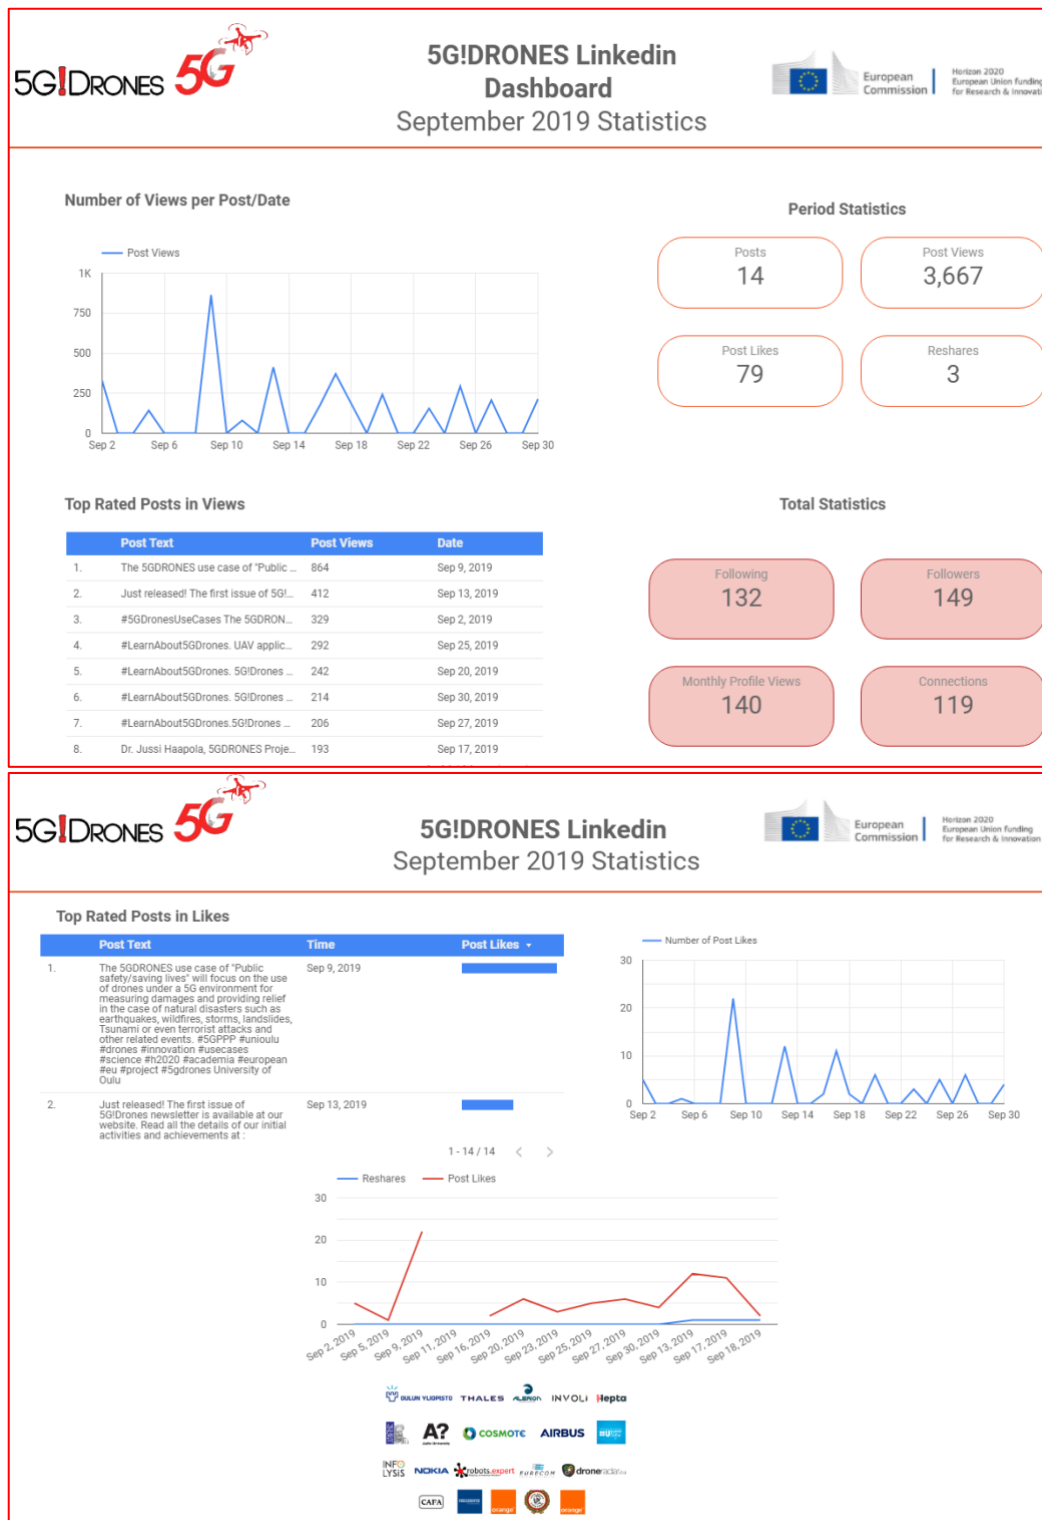 5G!DRONES 5G
5G!DRONES Linkedin
Dashboard
September 2019 Statistics
European
Commission
Horizon 2020
European Union funding
for Research & Innovation
Number of Views per Post/Date
Post Views
1K
750
500
250
0
Sep 2 Sep 6 Sep 10 Sep 14 Sep 18 Sep 22 Sep 26 Sep 30
Period Statistics
Posts
14
Post Views
3,667
Post Likes
79
Reshares
3
Top Rated Posts in Views
Post Text Post Views Date
1. The 5GDRONES use case of "Public ... 864 Sep 9, 2019
2. Just released! The first issue of 5G!... 412 Sep 13, 2019
3. #5GDronesUseCases The 5GDRON... 329 Sep 2, 2019
4. #LearnAbout5GDrones. UAV applic... 292 Sep 25, 2019
5. #LearnAbout5GDrones. 5G!Drones ... 242 Sep 20, 2019
6. #LearnAbout5GDrones. 5G!Drones ... 214 Sep 30, 2019
7. #LearnAbout5GDrones.5G!Drones ... 206 Sep 27, 2019
8. Dr. Jussi Haapola, 5GDRONES Proje... 193 Sep 17, 2019
Total Statistics
Following
132
Followers
149
Monthly Profile Views
140
Connections
119
5G!DRONES 5G
5G!DRONES Linkedin
September 2019 Statistics
European
Commission
Horizon 2020
European Union funding
for Research & Innovation
Top Rated Posts in Likes
Post Text Time Post Likes
1. The 5GDRONES use case of "Public Sep 9, 2019
safety/saving lives" will focus on the use
of drones under a 5G environment for
measuring damages and providing relief
in the case of natural disasters such as
earthquakes, wildfires, storms, landslides,
Tsunami or even terrorist attacks and
other related events. #5GPPP #unioulu
#drones #innovation #usecases
#science #h2020 #academia #european
#eu #project #5gdrones University of
Oulu
2. Just released! The first issue of Sep 13, 2019
5G!Drones newsletter is available at our
website. Read all the details of our initial
activities and achievements at :
1 - 14 / 14
Number of Post Likes
30
20
10
0
Sep 2 Sep 6 Sep 10 Sep 14 Sep 18 Sep 22 Sep 26 Sep 30
Reshares Post Likes
30
20
10
0
Sep 2, 2019 Sep 5, 2019 Sep 9, 2019 Sep 11, 2019 Sep 16, 2019 Sep 20, 2019 Sep 23, 2019 Sep 25, 2019 Sep 27, 2019 Sep 30, 2019 Sep 13, 2019 Sep 17, 2019 Sep 18, 2019
OULUN YLIOPISTO THALES ALERION INVOLI Hepta
A? COSMOTE AIRBUS
INFOLYSIS NOKIA robots.expert EURECOM droneradar
CAFA orange orange